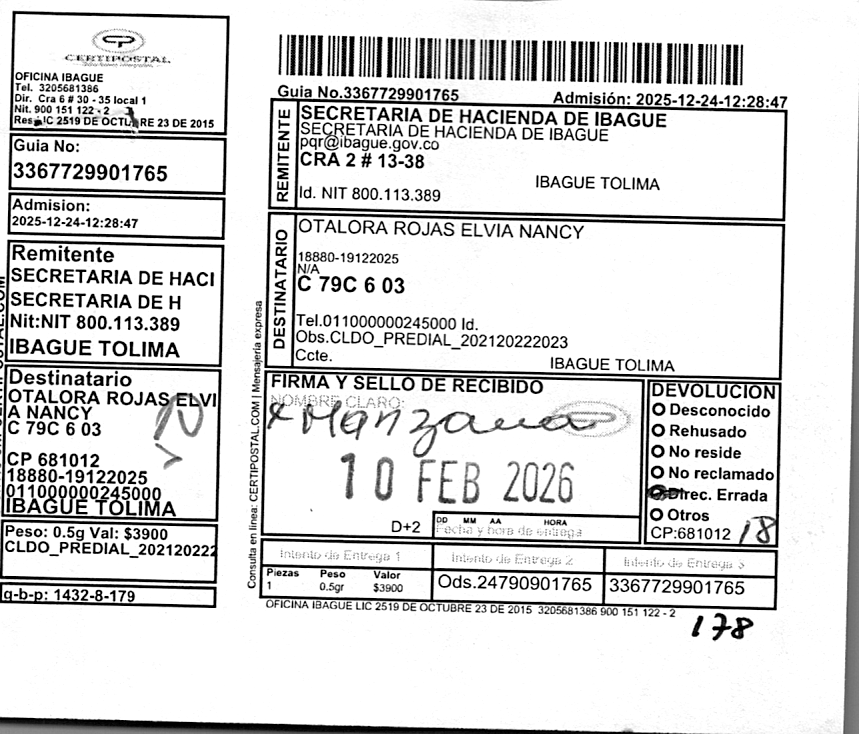 CERTIPOSTAL
OFICINA IBAGUE
Tel. 3205681386
Dir. Cra 6 # 30 - 35 local 1
Nit. 900 151 122 - 2
LIC 2519 DE OCTUBRE 23 DE 2015
Guia No:
3367729901765
Admision:
2025-12-24-12:28:47
Remitente
SECRETARIA DE HACI
SECRETARIA DE H
Nit:NIT 800.113.389
IBAGUE TOLIMA
Destinatario
OTALORA ROJAS ELVI
A NANCY
C 79C 6 03
CP 681012
18880-19122025
011000000245000
IBAGUE TOLIMA
Peso: 0.5g Val: $3900
CLDO_PREDIAL_202120222
q-b-p: 1432-8-179
Consulta en línea: CERTIPOSTAL.COM | Mensajería expresa
Guia No.3367729901765
Admisión: 2025-12-24-12:28:47
REMITENTE
SECRETARIA DE HACIENDA DE IBAGUE
SECRETARIA DE HACIENDA DE IBAGUE
pqr@ibague.gov.co
CRA 2 # 13-38
IBAGUE TOLIMA
Id. NIT 800.113.389
DESTINATARIO
OTALORA ROJAS ELVIA NANCY
18880-19122025
N/A
C 79C 6 03
Tel.011000000245000 Id.
Obs.CLDO_PREDIAL_202120222023
Ccte.
IBAGUE TOLIMA
FIRMA Y SELLO DE RECIBIDO
NOMBRE CLARO:
Manzana
10 FEB 2026
D+2
DD MM AA HORA
Fecha y hora de entrega
DEVOLUCION
Desconocido
Rehusado
No reside
No reclamado
Direc. Errada
Otros
CP:681012
18
Intento de Entrega 1
Intento de Entrega 2
Intento de Entrega 3
Piezas Peso Valor
1 0.5gr $3900
Ods.24790901765
3367729901765
OFICINA IBAGUE LIC 2519 DE OCTUBRE 23 DE 2015 3205681386 900 151 122 - 2
178